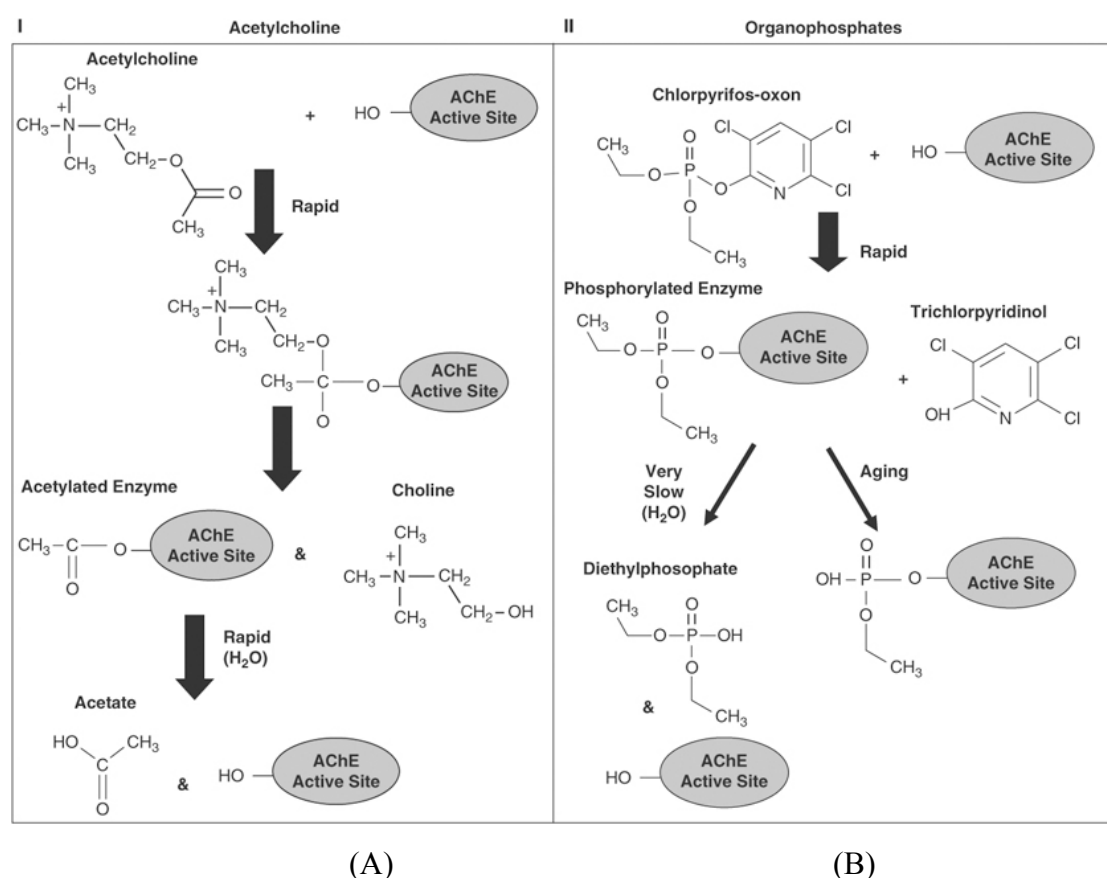 I Acetylcholine
II Organophosphates
Acetylcholine
CH₃
CH₃—N—CH₂
+
CH₃
CH₂–O
O
CH₃
+
HO
AChE
Active Site
Rapid
CH₃
CH₃—N—CH₂
+
CH₃
CH₂–O
CH₃—C—O
O
AChE
Active Site
Acetylated Enzyme
CH₃–C—O
O
AChE
Active Site
&
Choline
CH₃
CH₃—N—CH₂
+
CH₃
CH₂–OH
Rapid
(H₂O)
Acetate
HO
CH₃
O
&
HO
AChE
Active Site
Chlorpyrifos-oxon
O
Cl
Cl
O–P–O
N
Cl
O
CH₃
CH₃
+
HO
AChE
Active Site
Rapid
Phosphorylated Enzyme
CH₃
O
O–P—O
O
CH₃
AChE
Active Site
+
Trichlorpyridinol
Cl
Cl
OH
N
Cl
Very
Slow
(H₂O)
Aging
Diethylphosophate
CH₃
O
O–P–OH
O
CH₃
&
HO
AChE
Active Site
O
OH–P—O
O
CH₃
AChE
Active Site
(A)
(B)